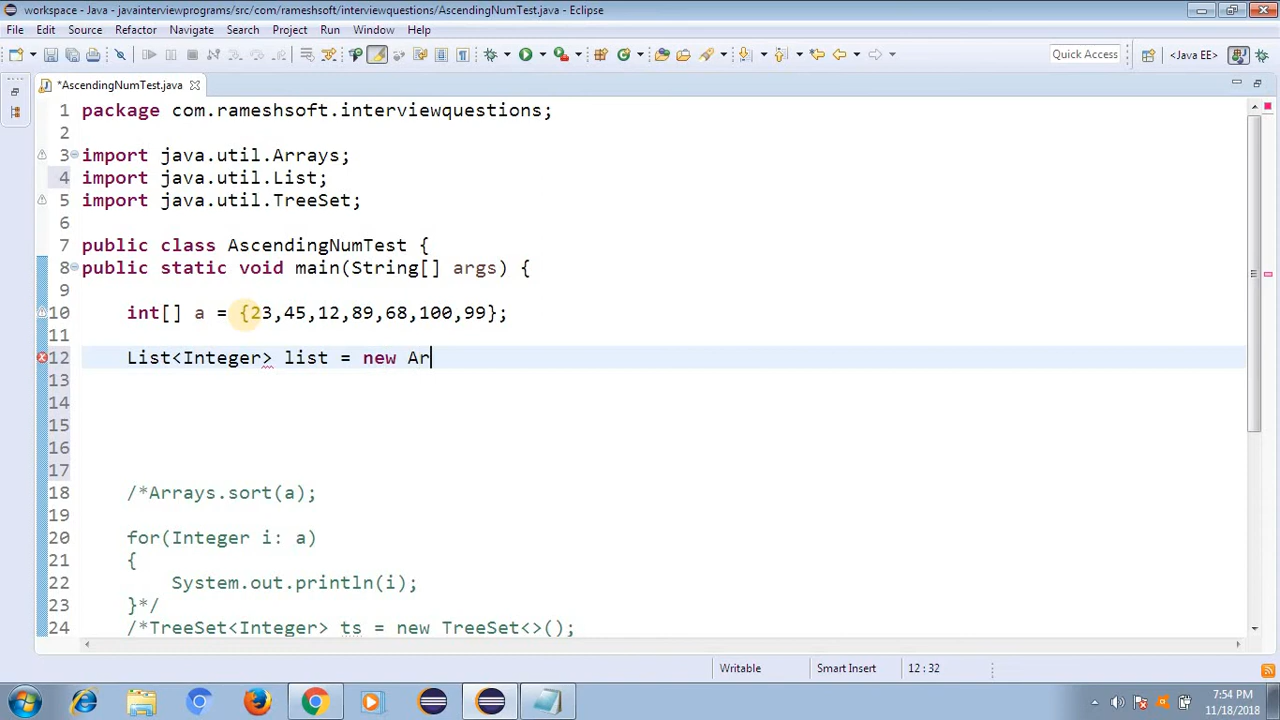 workspace - Java - javainterviewprograms/src/com/rameshsoft/interviewquestions/AscendingNumTest.java - Eclipse
File Edit Source Refactor Navigate Search Project Run Window Help
Quick Access <Java EE>
*AscendingNumTest.java
1 package com.rameshsoft.interviewquestions;
2
3 import java.util.Arrays;
4 import java.util.List;
5 import java.util.TreeSet;
6
7 public class AscendingNumTest {
8 public static void main(String[] args) {
9
10 int[] a = {23,45,12,89,68,100,99};
11
12 List<Integer> list = new Ar
13
14
15
16
17
18 /*Arrays.sort(a);
19
20 for(Integer i: a)
21 {
22 System.out.println(i);
23 }*/
24 /*TreeSet<Integer> ts = new TreeSet<>();
Writable Smart Insert 12 : 32
7:54 PM
11/18/2018